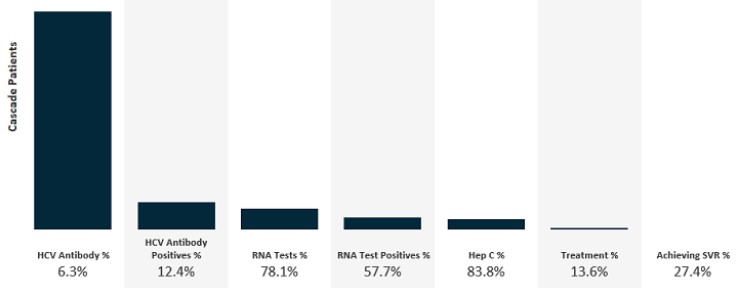 Cascade Patients
HCV Antibody %
6.3%
HCV Antibody
Positives %
12.4%
RNA Tests %
78.1%
RNA Test Positives %
57.7%
Hep C %
83.8%
Treatment %
13.6%
Achieving SVR %
27.4%